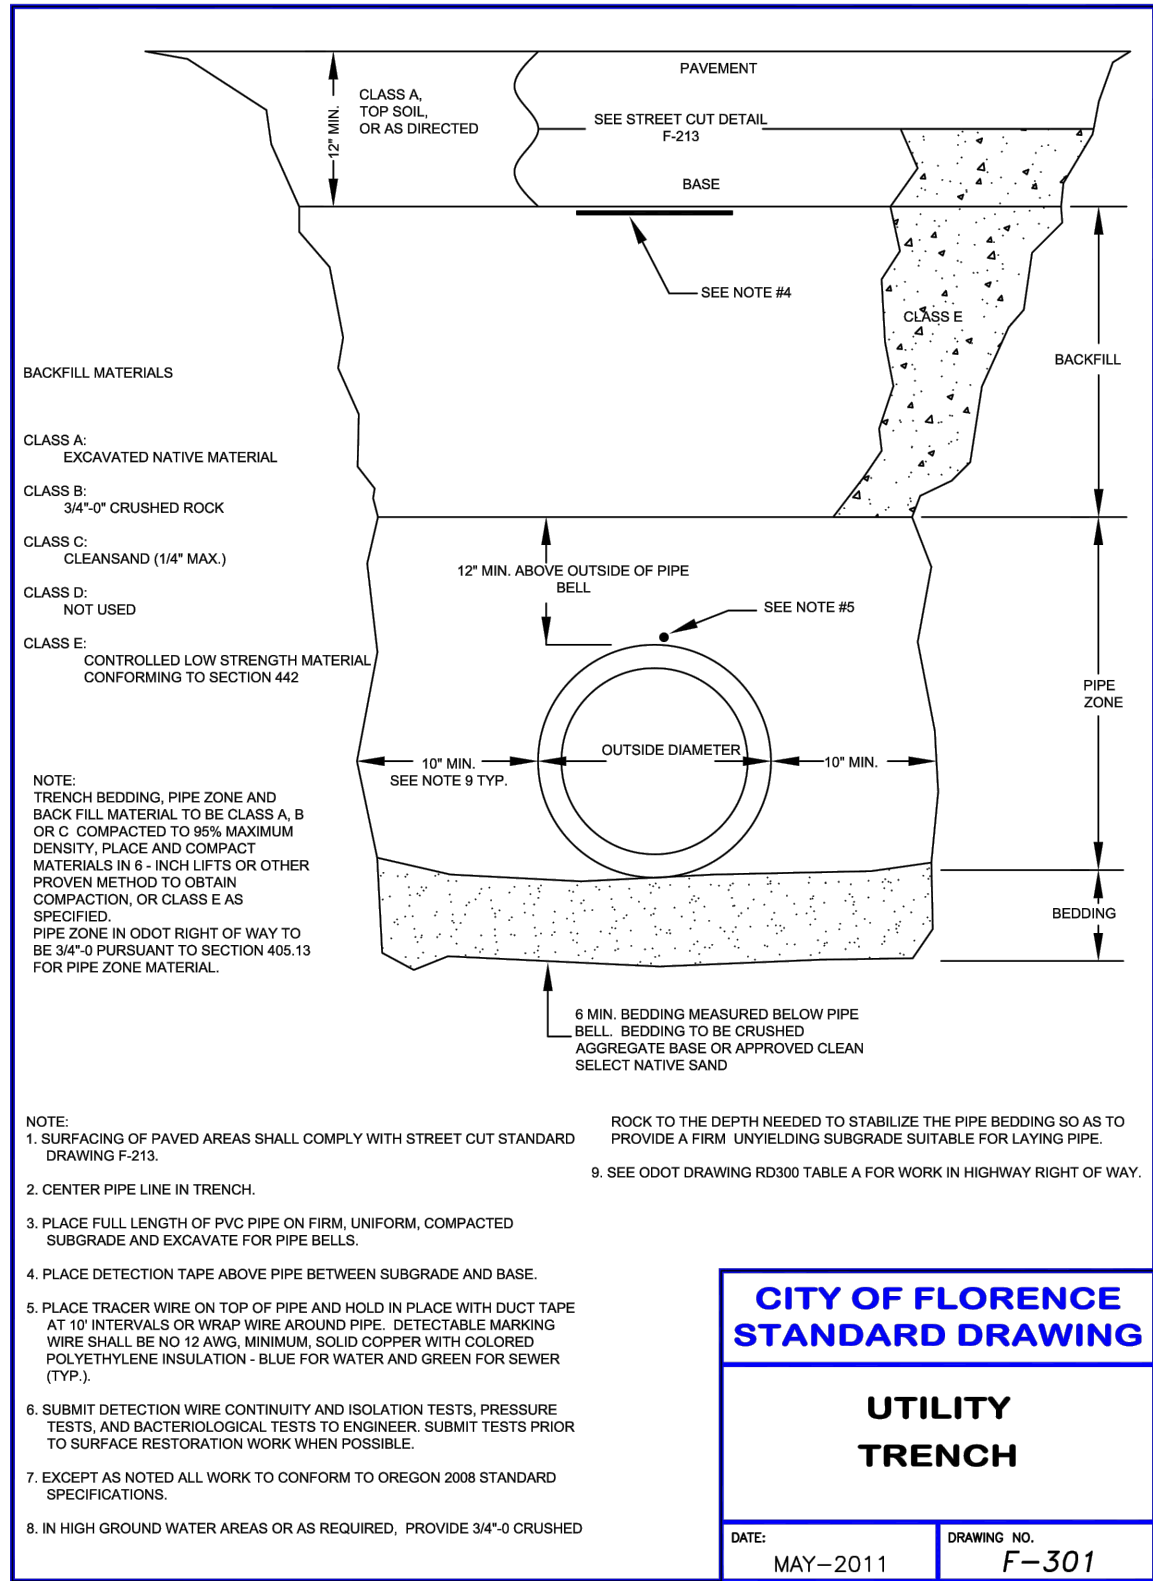 PAVEMENT
CLASS A,
TOP SOIL,
OR AS DIRECTED
12" MIN.
SEE STREET CUT DETAIL
F-213
BASE
SEE NOTE #4
CLASS E
BACKFILL
BACKFILL MATERIALS
CLASS A:
EXCAVATED NATIVE MATERIAL
CLASS B:
3/4"-0" CRUSHED ROCK
CLASS C:
CLEANSAND (1/4" MAX.)
CLASS D:
NOT USED
CLASS E:
CONTROLLED LOW STRENGTH MATERIAL
CONFORMING TO SECTION 442
12" MIN. ABOVE OUTSIDE OF PIPE
BELL
SEE NOTE #5
PIPE
ZONE
OUTSIDE DIAMETER
10" MIN.
SEE NOTE 9 TYP.
10" MIN.
NOTE:
TRENCH BEDDING, PIPE ZONE AND
BACK FILL MATERIAL TO BE CLASS A, B
OR C COMPACTED TO 95% MAXIMUM
DENSITY, PLACE AND COMPACT
MATERIALS IN 6 - INCH LIFTS OR OTHER
PROVEN METHOD TO OBTAIN
COMPACTION, OR CLASS E AS
SPECIFIED.
PIPE ZONE IN ODOT RIGHT OF WAY TO
BE 3/4"-0 PURSUANT TO SECTION 405.13
FOR PIPE ZONE MATERIAL.
BEDDING
6 MIN. BEDDING MEASURED BELOW PIPE
BELL. BEDDING TO BE CRUSHED
AGGREGATE BASE OR APPROVED CLEAN
SELECT NATIVE SAND
NOTE:
1. SURFACING OF PAVED AREAS SHALL COMPLY WITH STREET CUT STANDARD
DRAWING F-213.
2. CENTER PIPE LINE IN TRENCH.
3. PLACE FULL LENGTH OF PVC PIPE ON FIRM, UNIFORM, COMPACTED
SUBGRADE AND EXCAVATE FOR PIPE BELLS.
4. PLACE DETECTION TAPE ABOVE PIPE BETWEEN SUBGRADE AND BASE.
5. PLACE TRACER WIRE ON TOP OF PIPE AND HOLD IN PLACE WITH DUCT TAPE
AT 10' INTERVALS OR WRAP WIRE AROUND PIPE. DETECTABLE MARKING
WIRE SHALL BE NO 12 AWG, MINIMUM, SOLID COPPER WITH COLORED
POLYETHYLENE INSULATION - BLUE FOR WATER AND GREEN FOR SEWER
(TYP.).
6. SUBMIT DETECTION WIRE CONTINUITY AND ISOLATION TESTS, PRESSURE
TESTS, AND BACTERIOLOGICAL TESTS TO ENGINEER. SUBMIT TESTS PRIOR
TO SURFACE RESTORATION WORK WHEN POSSIBLE.
7. EXCEPT AS NOTED ALL WORK TO CONFORM TO OREGON 2008 STANDARD
SPECIFICATIONS.
8. IN HIGH GROUND WATER AREAS OR AS REQUIRED, PROVIDE 3/4"-0 CRUSHED
ROCK TO THE DEPTH NEEDED TO STABILIZE THE PIPE BEDDING SO AS TO
PROVIDE A FIRM UNYIELDING SUBGRADE SUITABLE FOR LAYING PIPE.
9. SEE ODOT DRAWING RD300 TABLE A FOR WORK IN HIGHWAY RIGHT OF WAY.
CITY OF FLORENCE
STANDARD DRAWING
UTILITY
TRENCH
DATE:
MAY-2011
DRAWING NO.
F-301